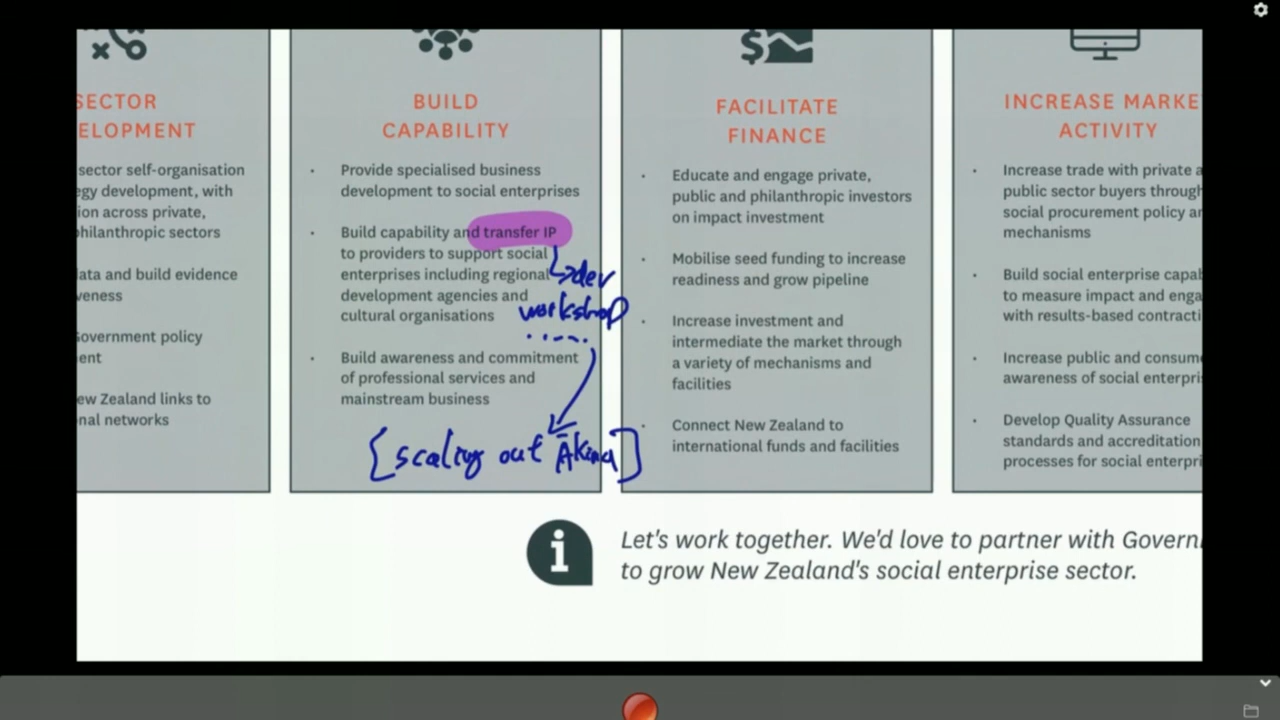 SECTOR
ELOPMENT
sector self-organisation
egy development, with
ion across private,
philanthropic sectors
data and build evidence
veness
Government policy
ent
ew Zealand links to
nal networks
BUILD
CAPABILITY
• Provide specialised business
development to social enterprises
• Build capability and transfer IP
to providers to support social
enterprises including regional
development agencies and
cultural organisations
• Build awareness and commitment
of professional services and
mainstream business
dev
workshop
.....
[scaling out Ākina]
FACILITATE
FINANCE
• Educate and engage private,
public and philanthropic investors
on impact investment
• Mobilise seed funding to increase
readiness and grow pipeline
• Increase investment and
intermediate the market through
a variety of mechanisms and
facilities
• Connect New Zealand to
international funds and facilities
INCREASE MARKE
ACTIVITY
• Increase trade with private a
public sector buyers through
social procurement policy an
mechanisms
• Build social enterprise capab
to measure impact and enga
with results-based contracti
• Increase public and consume
awareness of social enterpris
• Develop Quality Assurance
standards and accreditation
processes for social enterpri
i
Let's work together. We'd love to partner with Governm
to grow New Zealand's social enterprise sector.